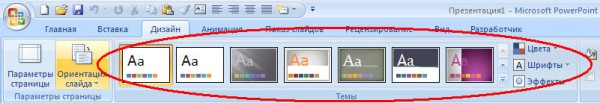 Презентация1 - Microsoft PowerPoint
Главная Вставка Дизайн Анимация Показ слайдов Рецензирование Вид Разработчик
Aa Aa Aa Aa Aa Aa Aa
Цвета
Шрифты
Эффекты
Параметры страницы
Ориентация слайда
Параметры страницы Темы